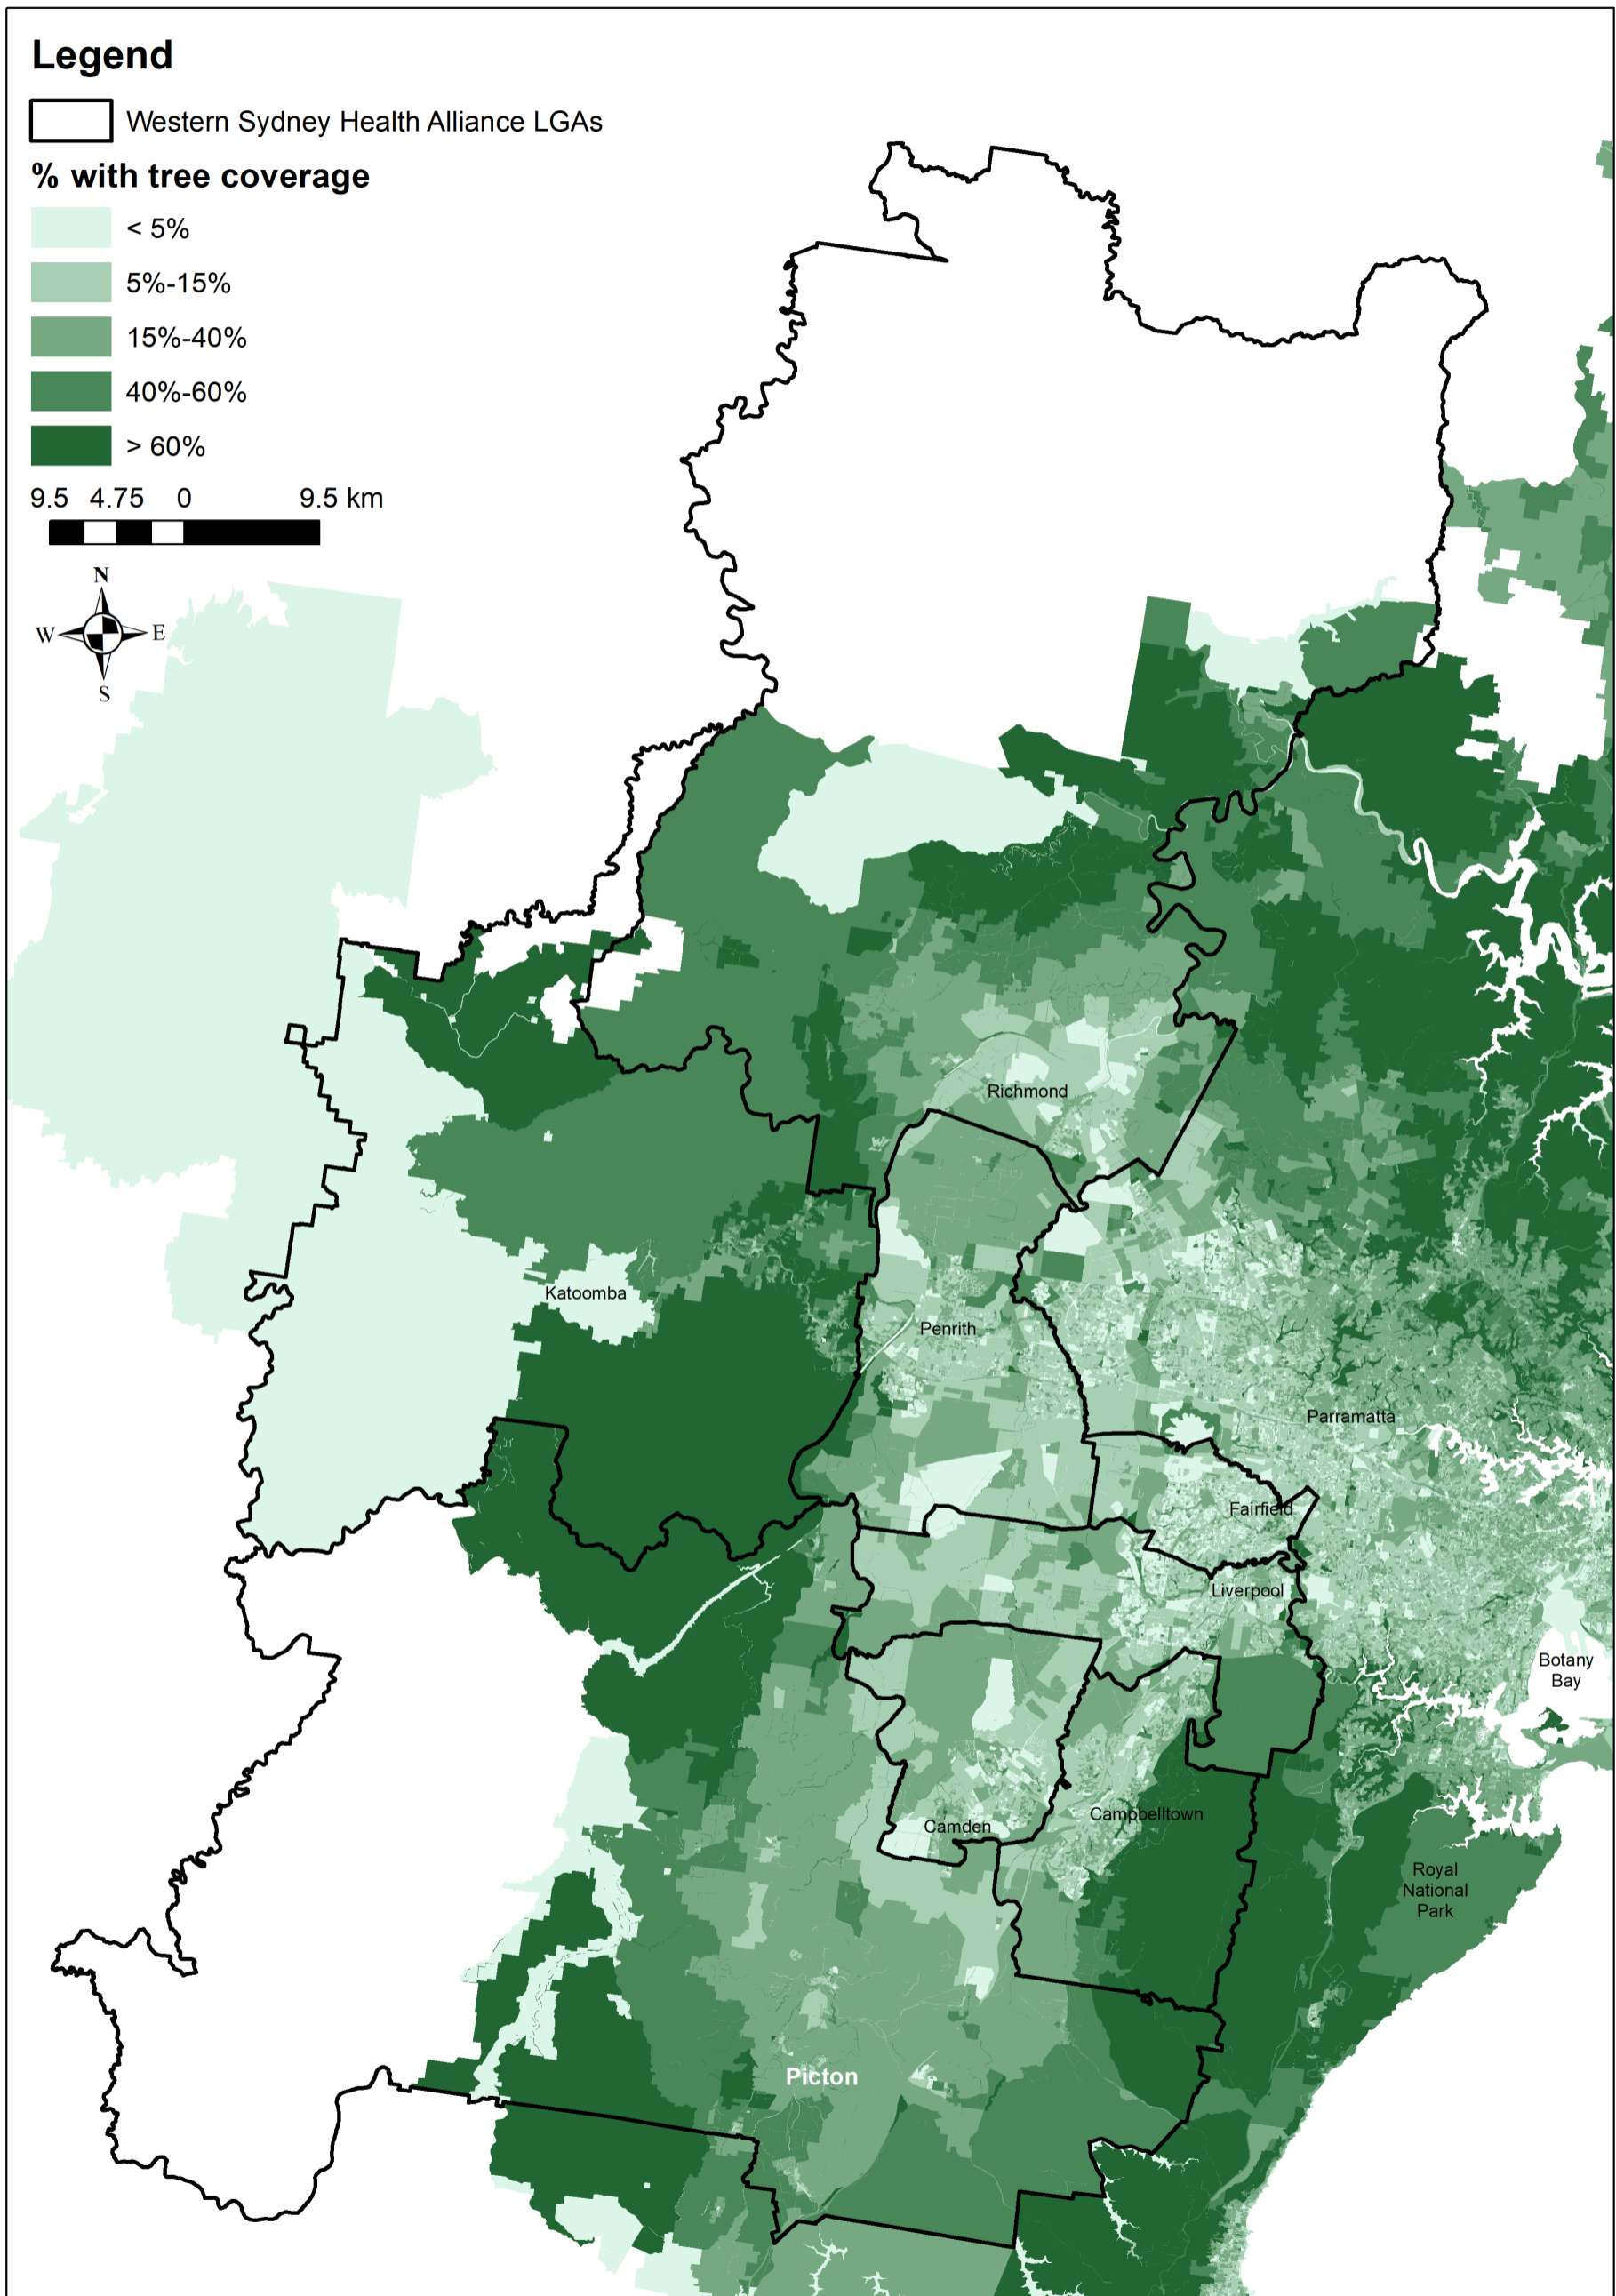 Legend
Western Sydney Health Alliance LGAs
% with tree coverage
< 5%
5%-15%
15%-40%
40%-60%
> 60%
9.5 4.75 0 9.5 km
N
W E
S
Richmond
Katoomba
Penrith
Parramatta
Fairfield
Liverpool
Botany
Bay
Campbelltown
Camden
Royal
National
Park
Picton